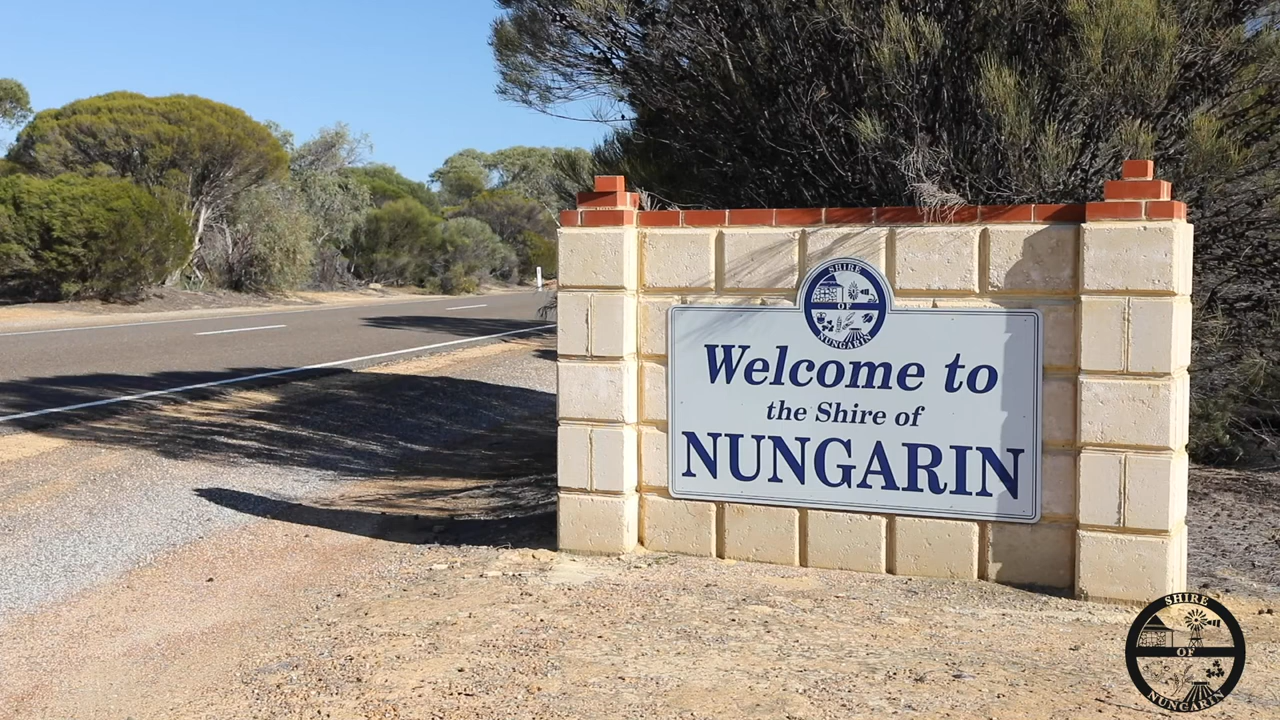 SHIRE
OF
NUNGARIN
Welcome to
the Shire of
NUNGARIN
SHIRE
OF
NUNGARIN